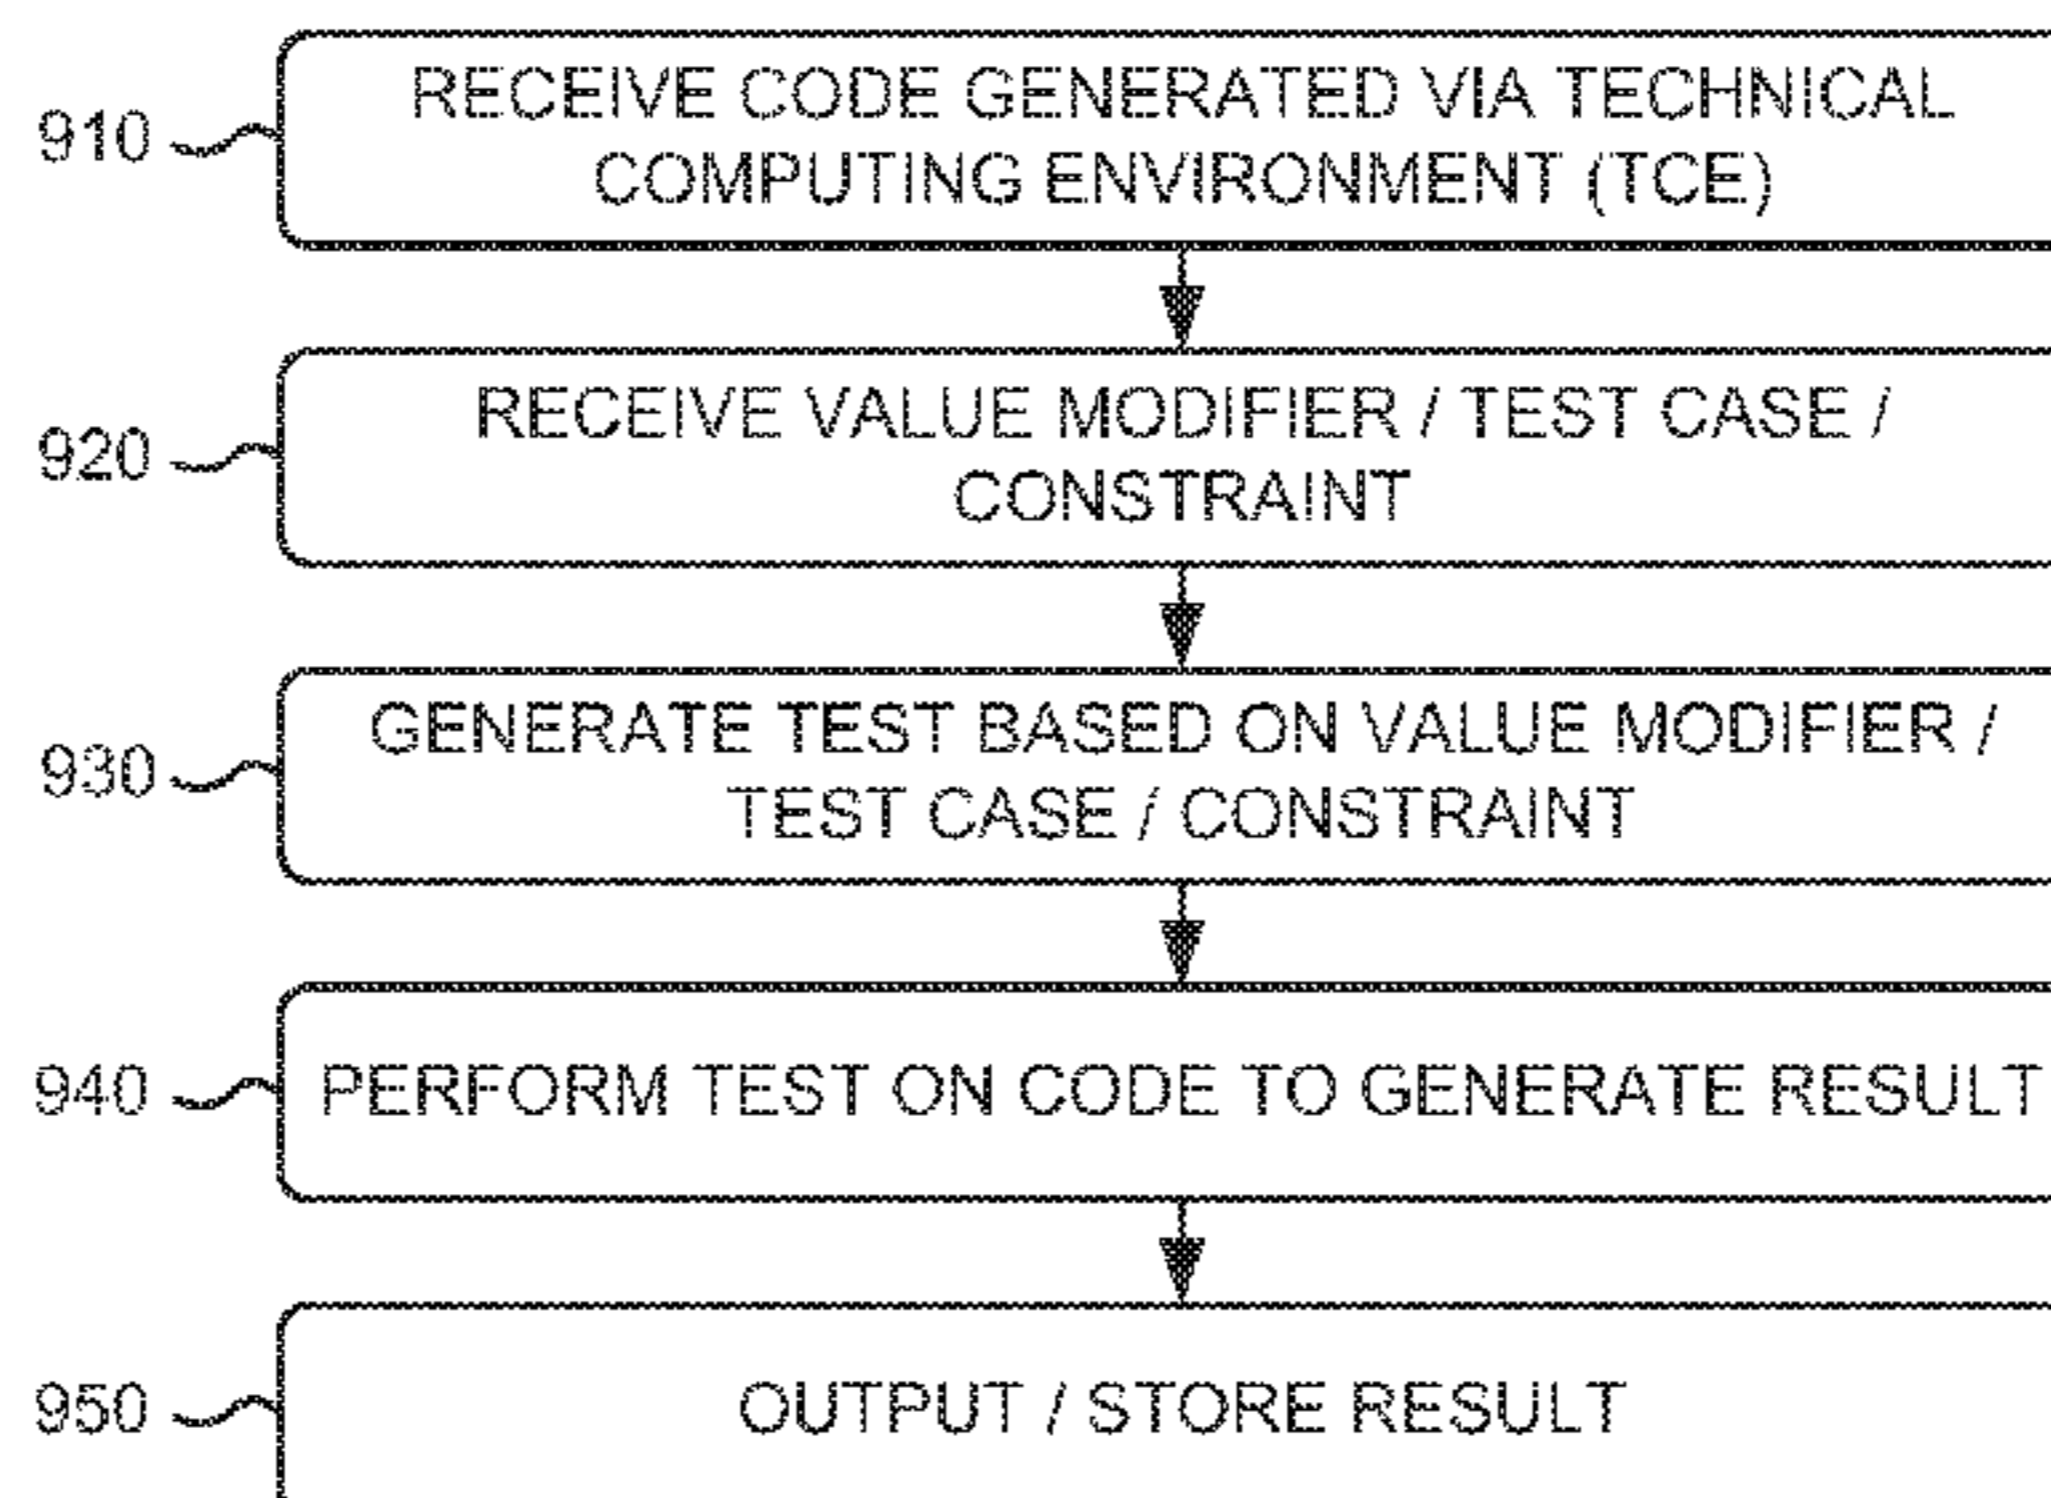 910
RECEIVE CODE GENERATED VIA TECHNICAL
COMPUTING ENVIRONMENT (TCE)
920
RECEIVE VALUE MODIFIER / TEST CASE /
CONSTRAINT
930
GENERATE TEST BASED ON VALUE MODIFIER /
TEST CASE / CONSTRAINT
940
PERFORM TEST ON CODE TO GENERATE RESULT
950
OUTPUT / STORE RESULT